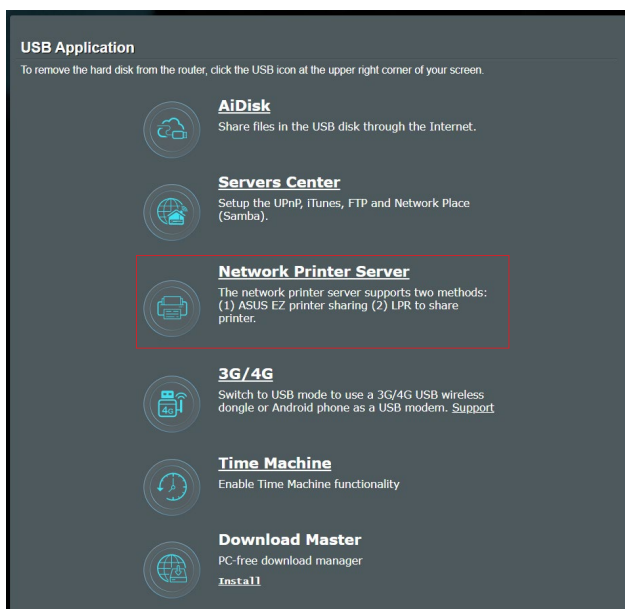 USB Application
To remove the hard disk from the router, click the USB icon at the upper right corner of your screen.
AiDisk
Share files in the USB disk through the Internet.
Servers Center
Setup the UPnP, iTunes, FTP and Network Place
(Samba).
Network Printer Server
The network printer server supports two methods:
(1) ASUS EZ printer sharing (2) LPR to share
printer.
3G/4G
4G
Switch to USB mode to use a 3G/4G USB wireless
dongle or Android phone as a USB modem. Support
Time Machine
Enable Time Machine functionality
Download Master
PC-free download manager
Install